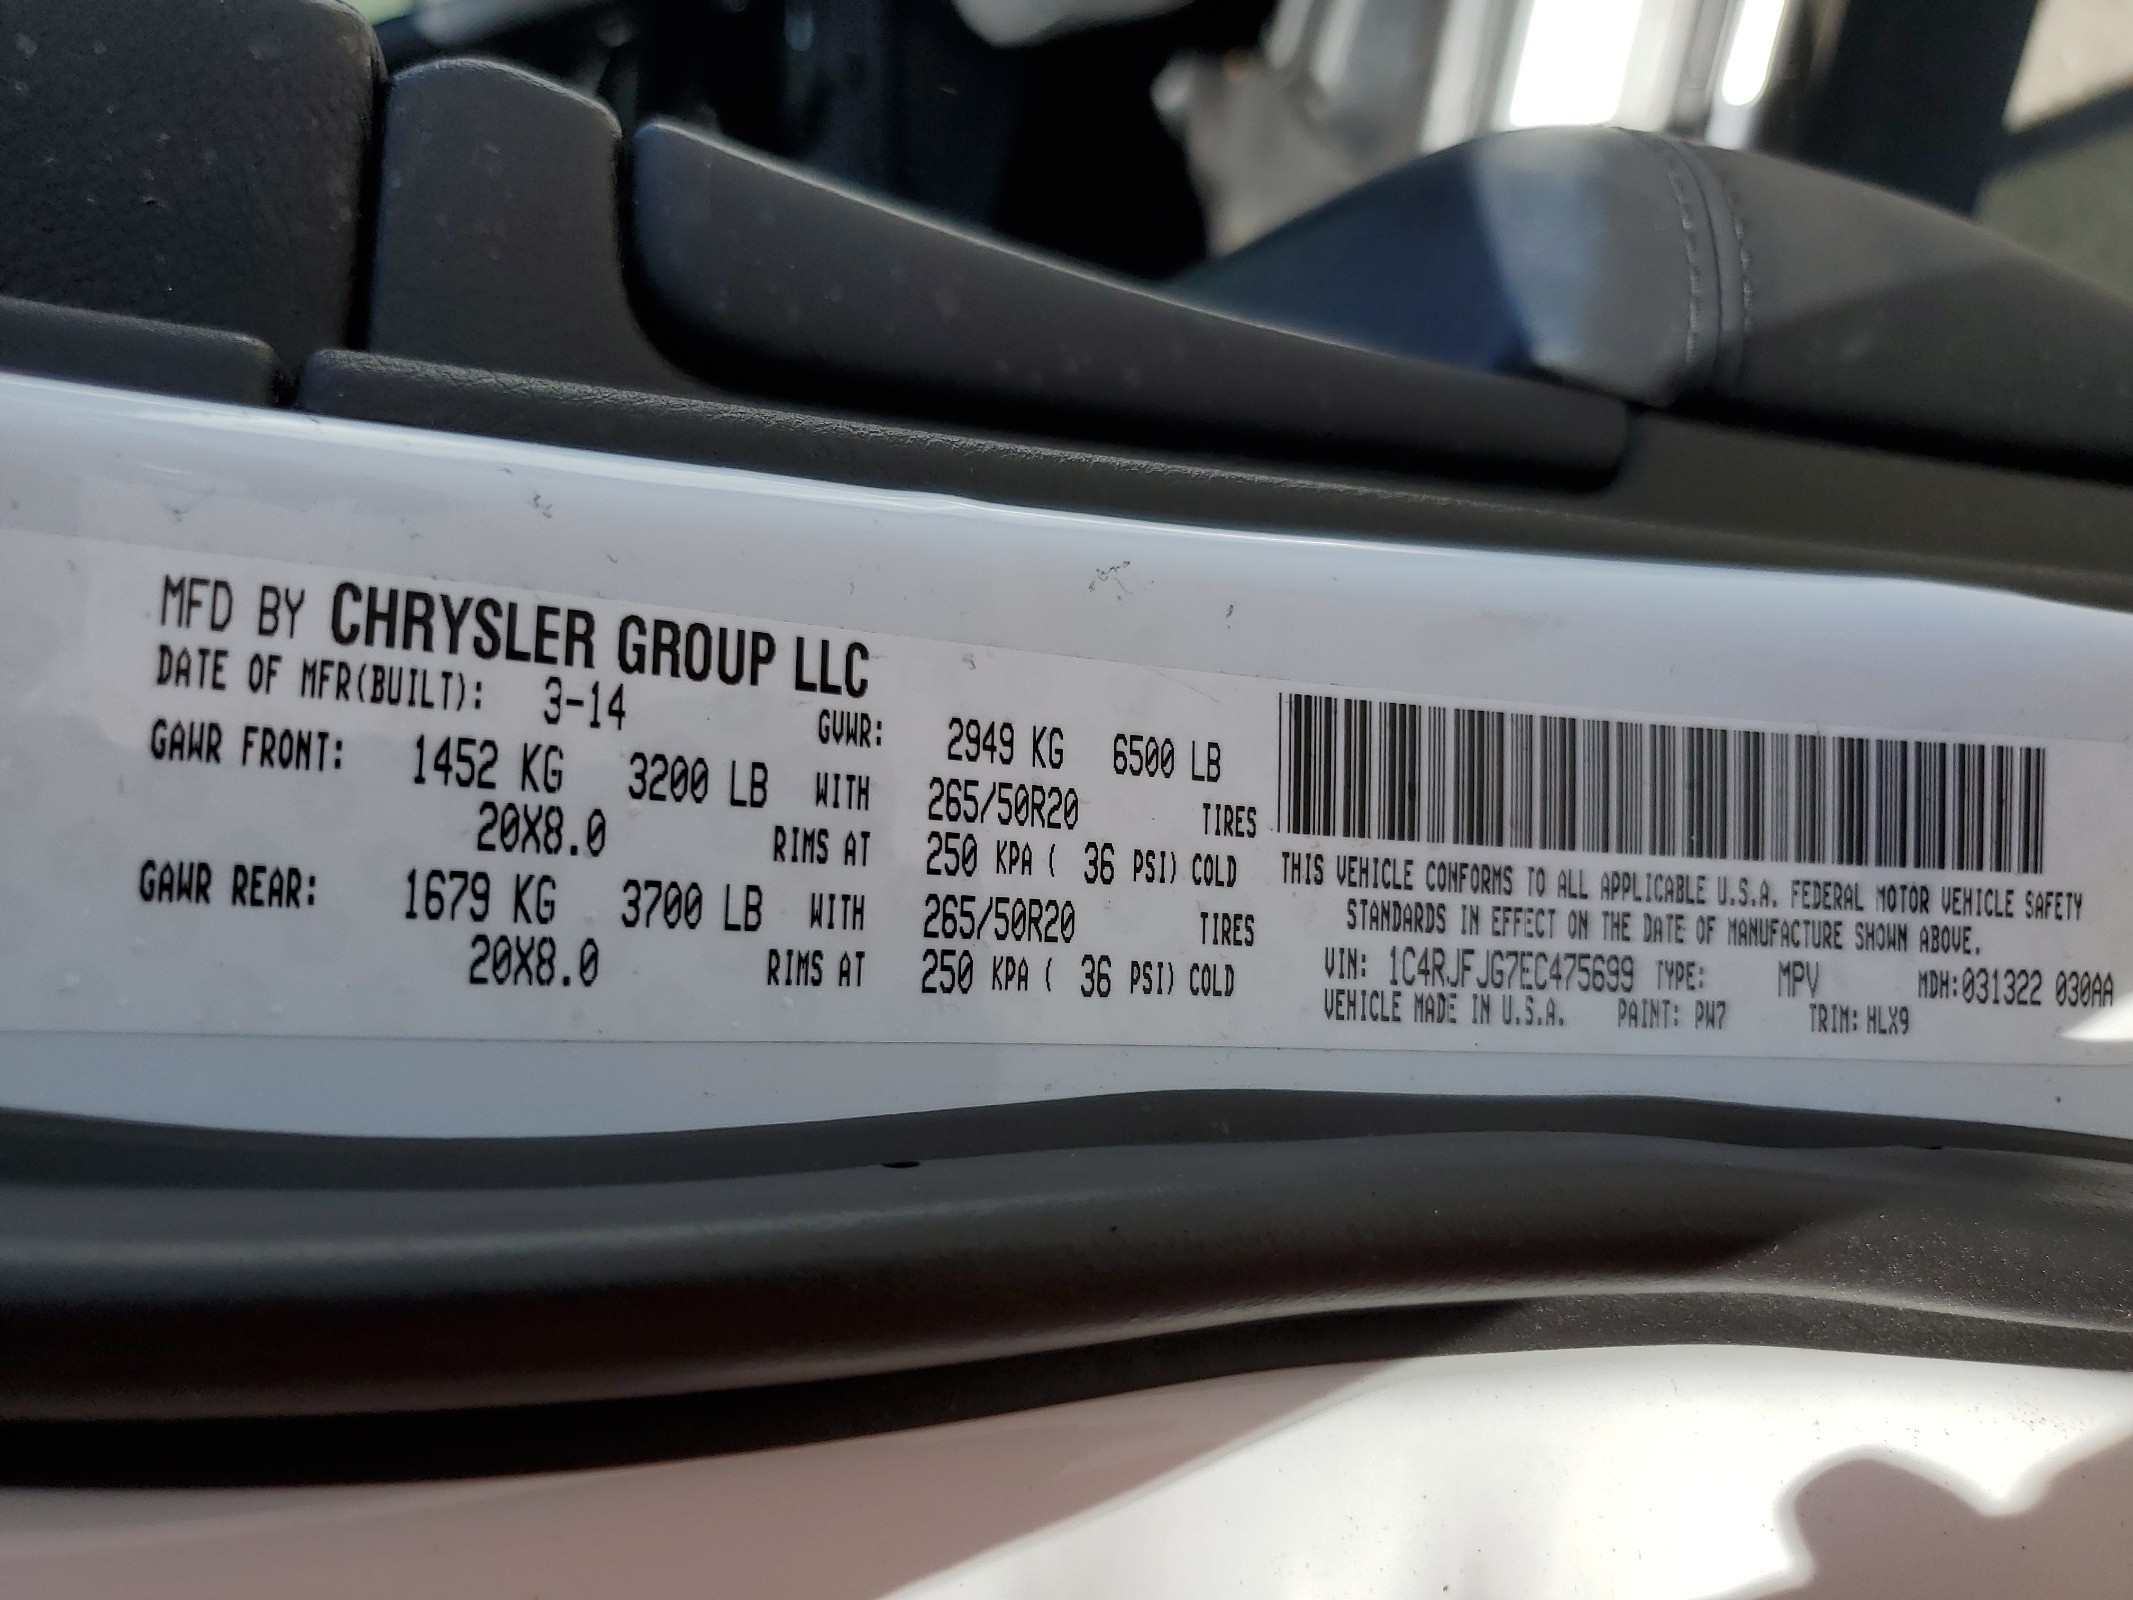 MFD BY CHRYSLER GROUP LLC
DATE OF MFR(BUILT): 3-14 GVWR: 2949 KG 6500 LB
GAWR FRONT: 1452 KG 3200 LB WITH 265/50R20 TIRES
20X8.0 RIMS AT 250 KPA ( 36 PSI) COLD
GAWR REAR: 1679 KG 3700 LB WITH 265/50R20 TIRES
20X8.0 RIMS AT 250 KPA ( 36 PSI) COLD
THIS VEHICLE CONFORMS TO ALL APPLICABLE U.S.A. FEDERAL MOTOR VEHICLE SAFETY
STANDARDS IN EFFECT ON THE DATE OF MANUFACTURE SHOWN ABOVE.
VIN: 1C4RJFJG7EC475699 TYPE: MPV MDH:031322 030AA
VEHICLE MADE IN U.S.A. PAINT: PW7 TRIM: HLX9